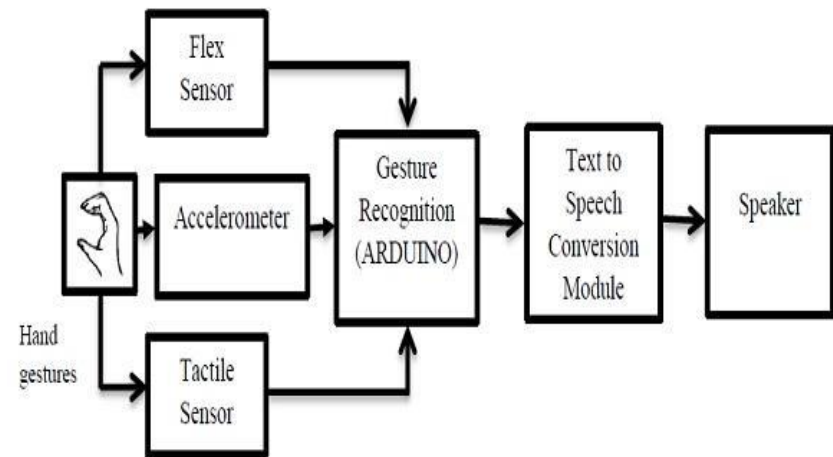 Flex
Sensor
Accelerometer
Hand
gestures
Tactile
Sensor
Gesture
Recognition
(ARDUINO)
Text to
Speech
Conversion
Module
Speaker